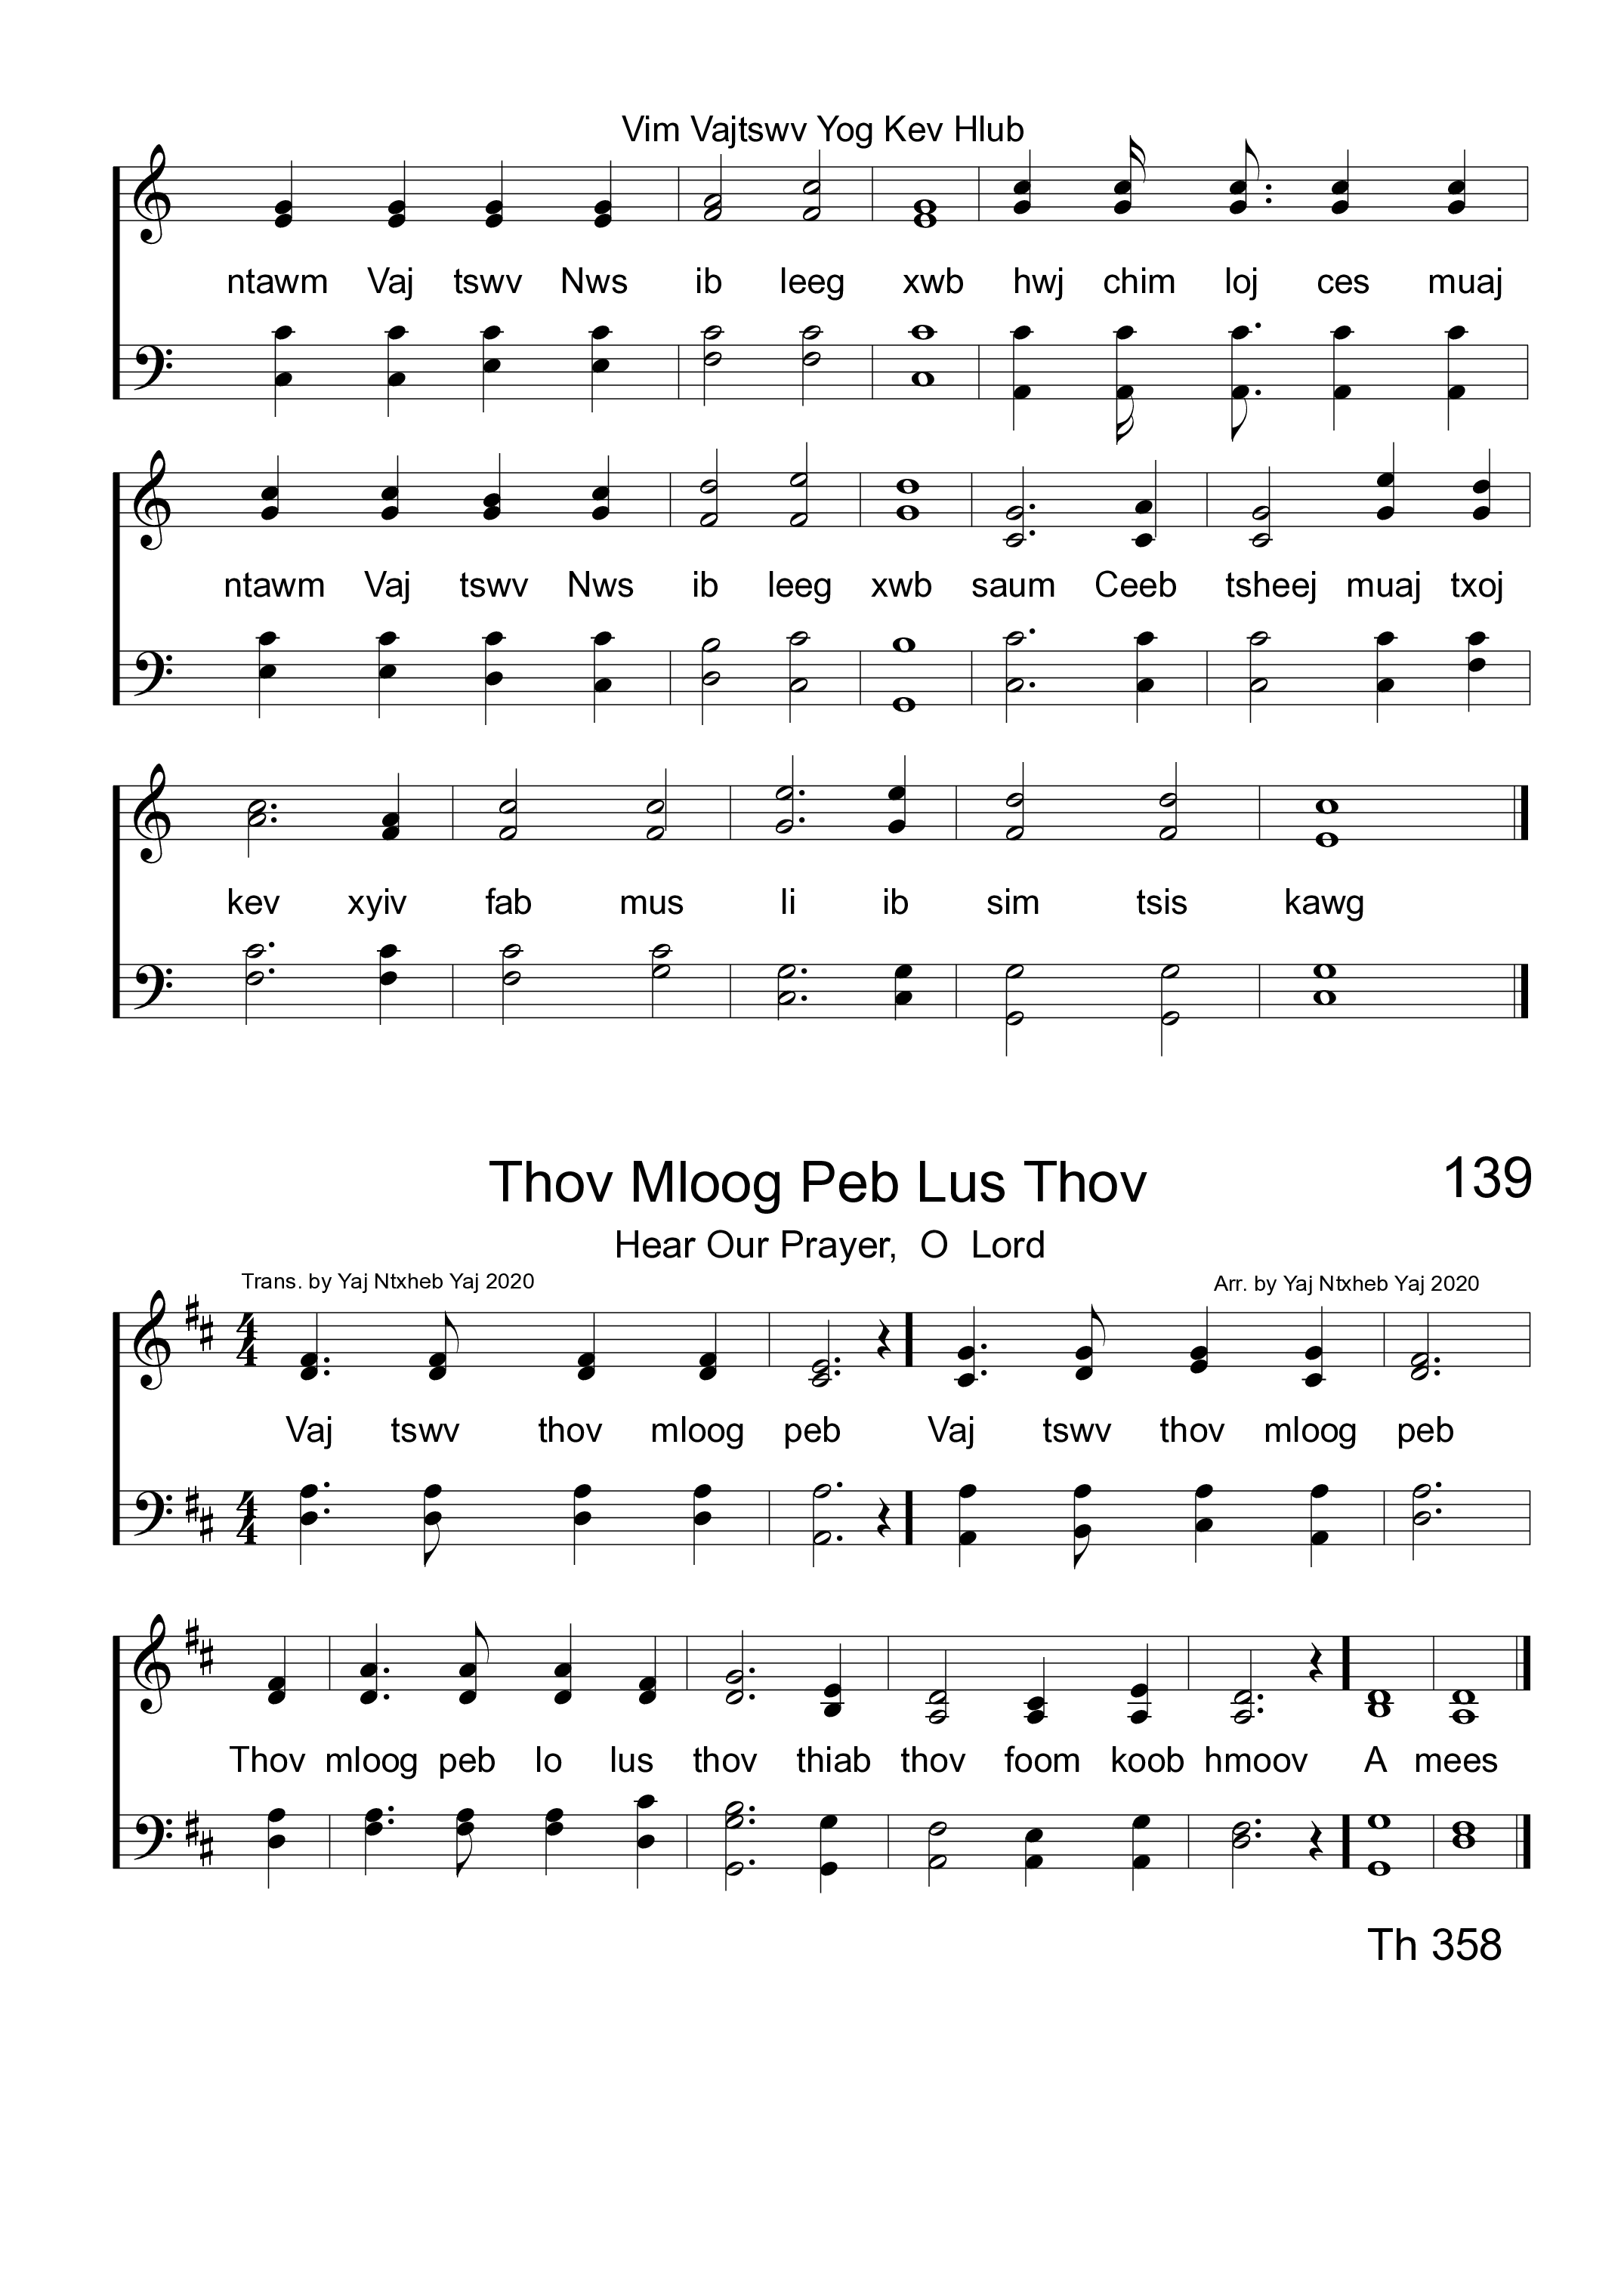 Vim Vajtswv Yog Kev Hlub
ntawm Vaj tswv Nws ib leeg xwb hwj chim loj ces muaj
ntawm Vaj tswv Nws ib leeg xwb saum Ceeb tsheej muaj txoj
kev xyiv fab mus li ib sim tsis kawg
Thov Mloog Peb Lus Thov 139
Hear Our Prayer, O Lord
Trans. by Yaj Ntxheb Yaj 2020 Arr. by Yaj Ntxheb Yaj 2020
4 4
Vaj tswv thov mloog peb Vaj tswv thov mloog peb
4 4
Thov mloog peb lo lus thov thiab thov foom koob hmoov A mees
Th 358